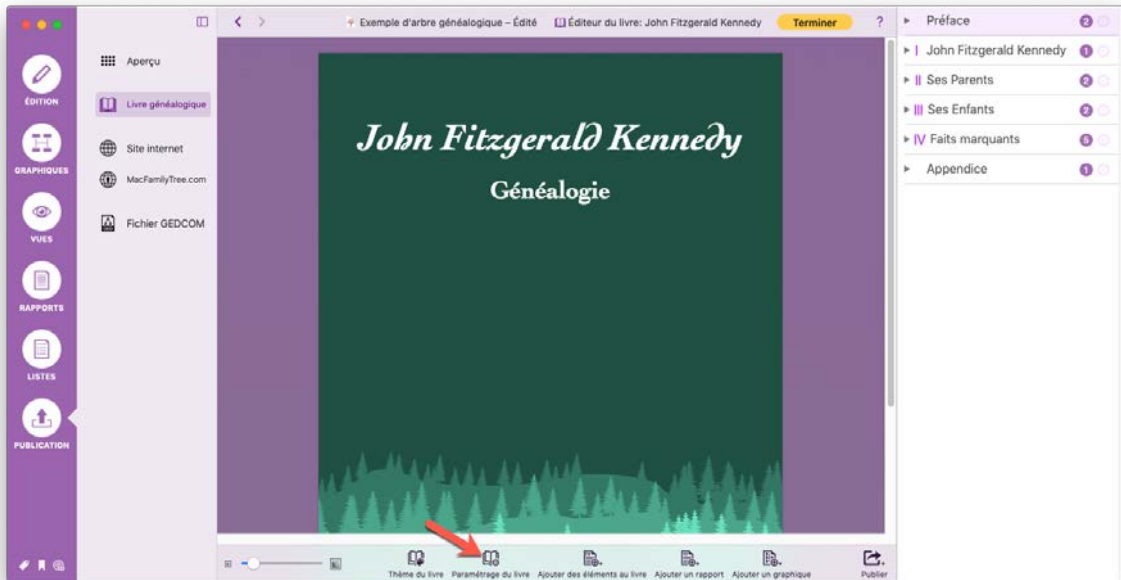 Exemple d'arbre généalogique – Édité
Éditeur du livre: John Fitzgerald Kennedy
Terminer
?
ÉDITION
GRAPHIQUES
VUES
RAPPORTS
LISTES
PUBLICATION
Aperçu
Livre généalogique
Site internet
MacFamilyTree.com
Fichier GEDCOM
John Fitzgerald Kennedy
Généalogie
Thème du livre
Paramétrage du livre
Ajouter des éléments au livre
Ajouter un rapport
Ajouter un graphique
Publier
Préface 2
I John Fitzgerald Kennedy 1
II Ses Parents 2
III Ses Enfants 2
IV Faits marquants 5
Appendice 1